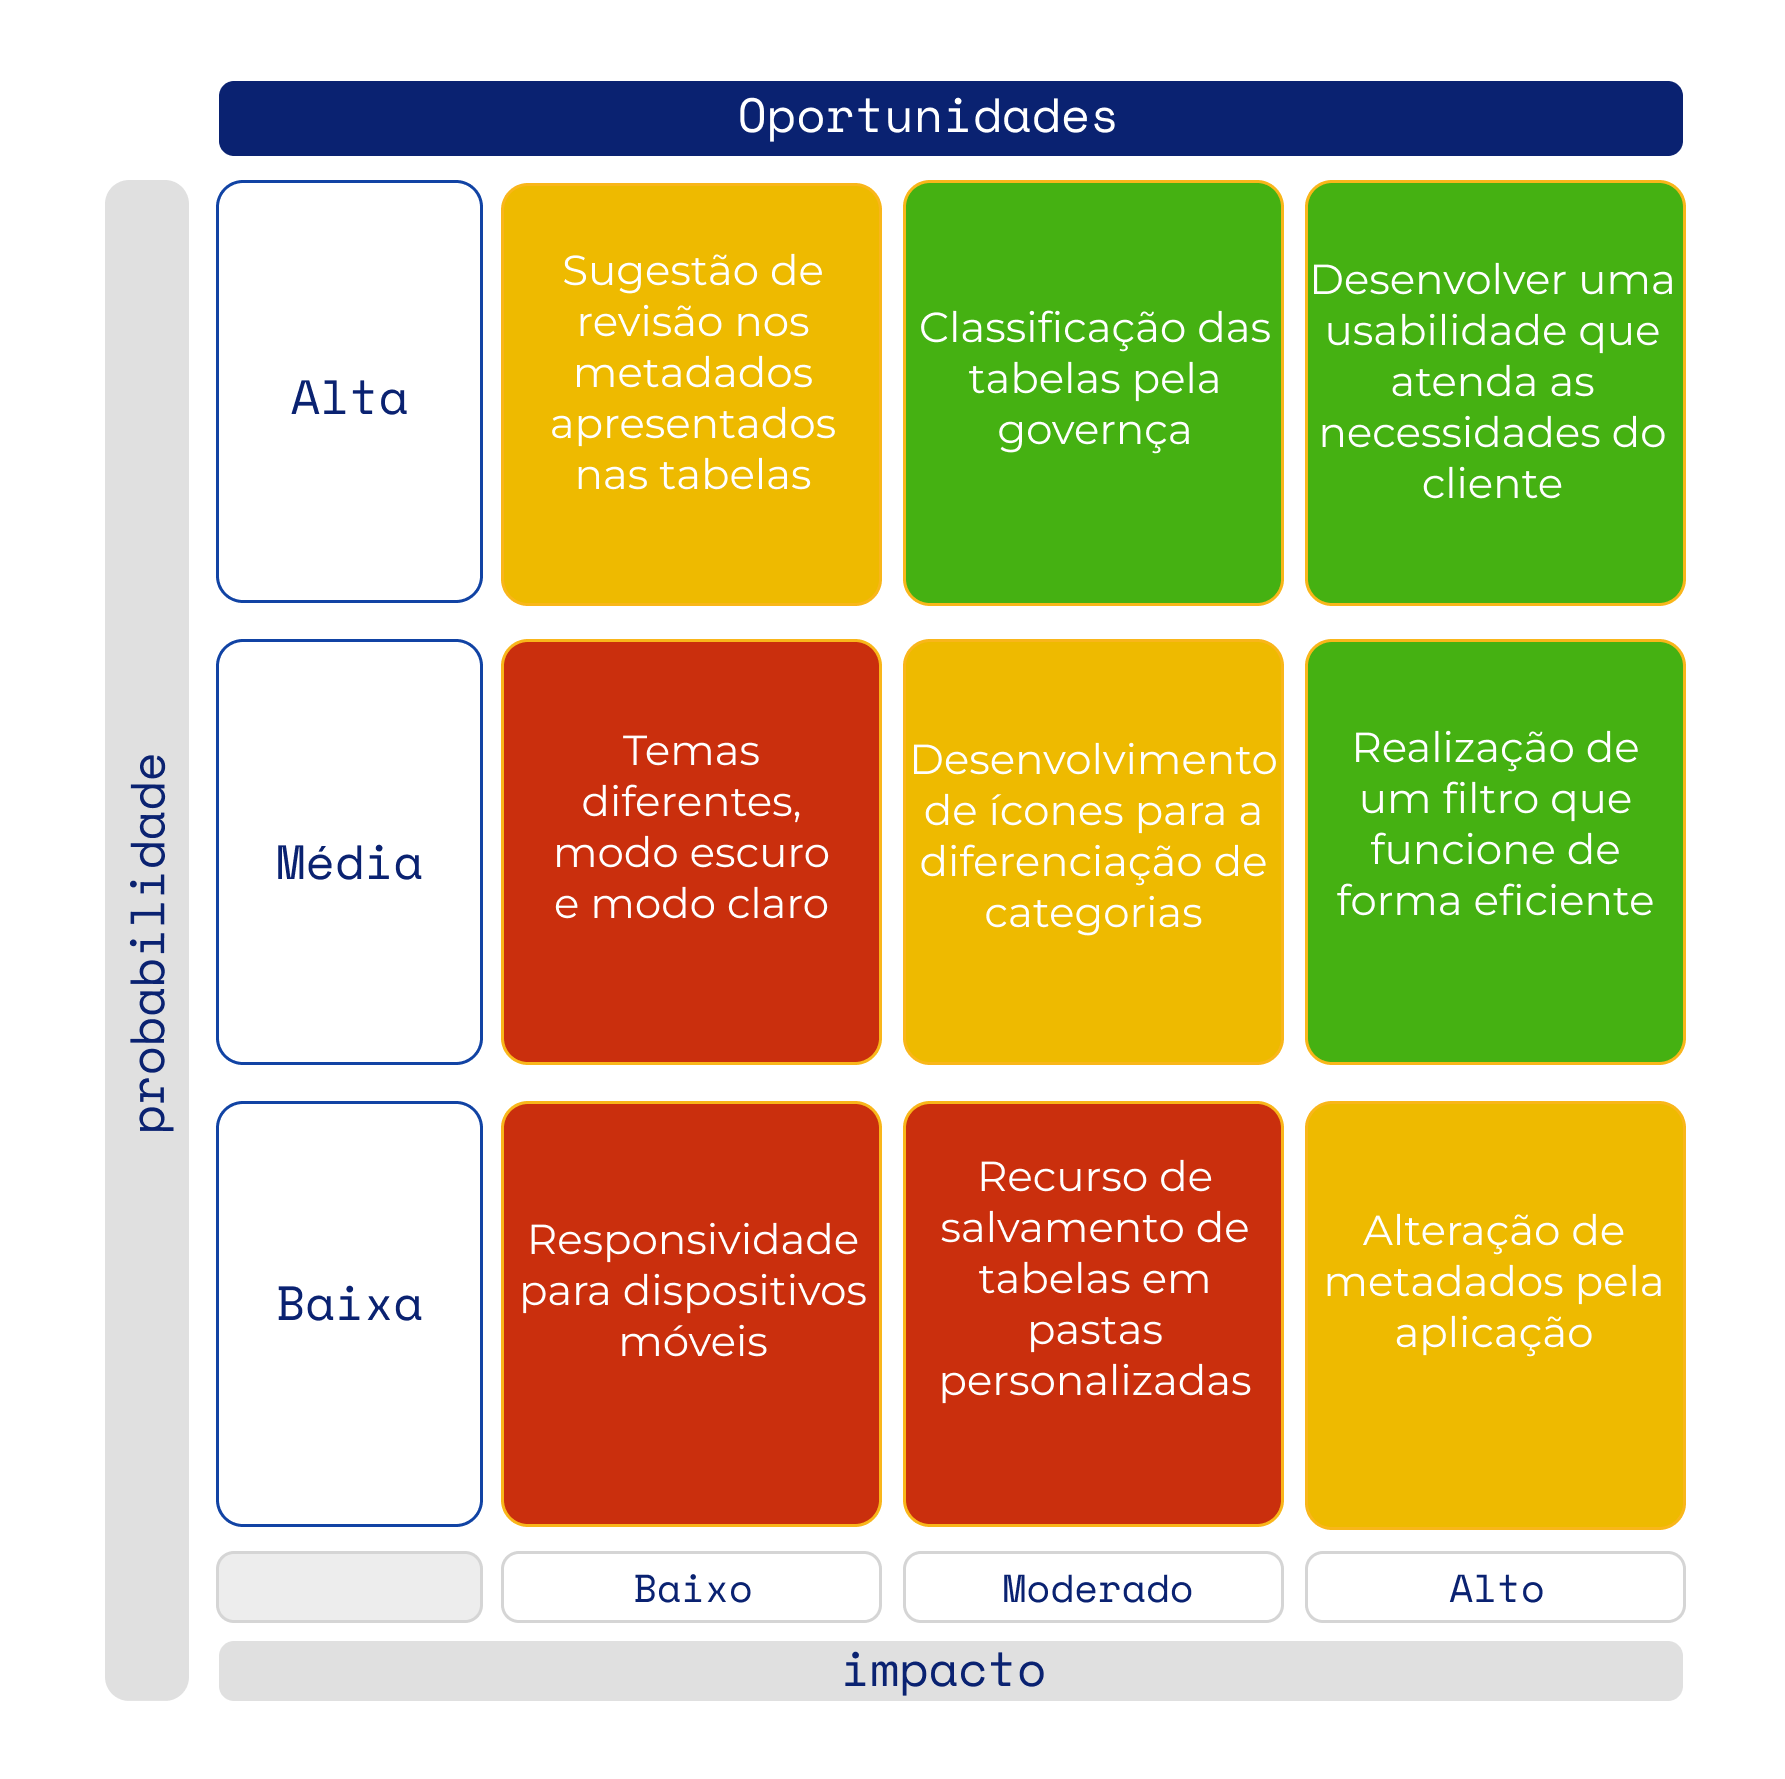 Oportunidades
probabilidade
Alta
Sugestão de
revisão nos
metadados
apresentados
nas tabelas
Classificação das
tabelas pela
governça
Desenvolver uma
usabilidade que
atenda as
necessidades do
cliente
Média
Temas
diferentes,
modo escuro
e modo claro
Desenvolvimento
de ícones para a
diferenciação de
categorias
Realização de
um filtro que
funcione de
forma eficiente
Baixa
Responsividade
para dispositivos
móveis
Recurso de
salvamento de
tabelas em
pastas
personalizadas
Alteração de
metadados pela
aplicação
Baixo
Moderado
Alto
impacto